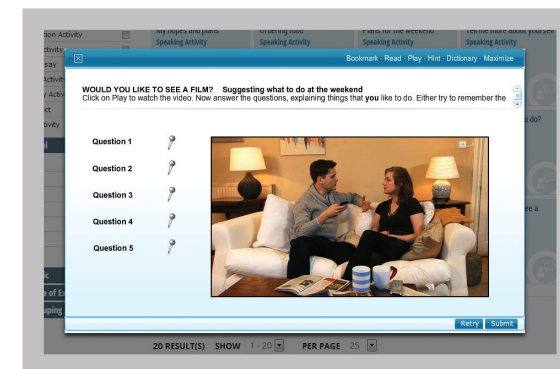 My hopes and plans
Ordering food
Plans for the weekend
Tell me more about yourself
Speaking Activity
Speaking Activity
Speaking Activity
Speaking Activity
Bookmark · Read · Play · Hint · Dictionary · Maximize
WOULD YOU LIKE TO SEE A FILM? Suggesting what to do at the weekend
Click on Play to watch the video. Now answer the questions, explaining things that you like to do. Either try to remember the
Question 1
Question 2
Question 3
Question 4
Question 5
Retry
Submit
20 RESULT(S) SHOW 1 - 20 PER PAGE 25